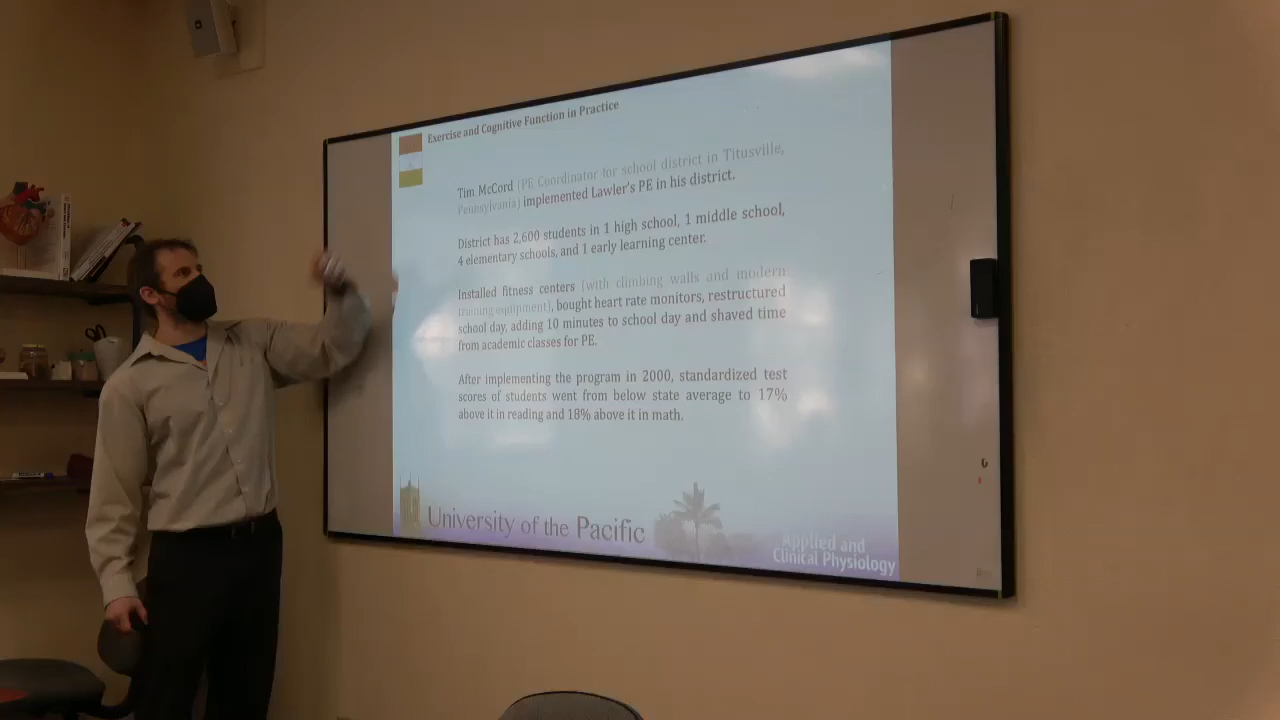 Exercise and Cognitive Function in Practice
Tim McCord (PE Coordinator for school district in Titusville,
Pennsylvania) implemented Lawler's PE in his district.
District has 2,600 students in 1 high school, 1 middle school,
4 elementary schools, and 1 early learning center.
Installed fitness centers (with climbing walls and modern
training equipment), bought heart rate monitors, restructured
school day, adding 10 minutes to school day and shaved time
from academic classes for PE.
After implementing the program in 2000, standardized test
scores of students went from below state average to 17%
above it in reading and 18% above it in math.
University of the Pacific
Applied and
Clinical Physiology